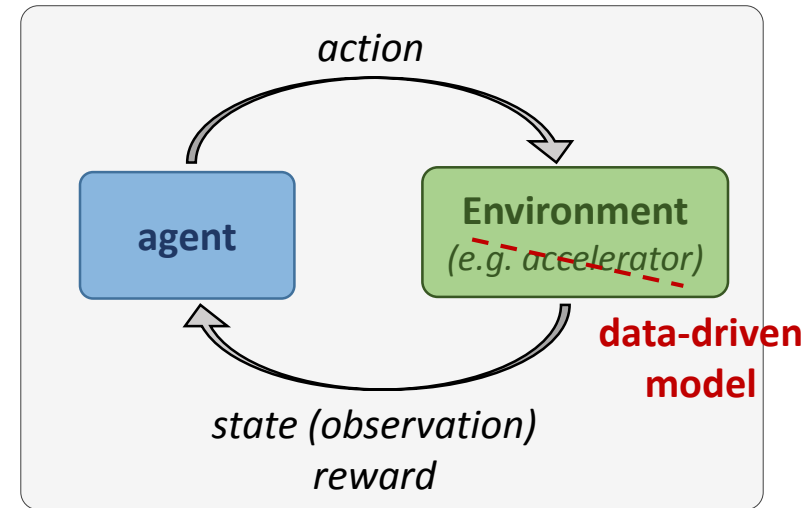 action
agent
Environment
(e.g. accelerator)
data-driven
model
state (observation)
reward